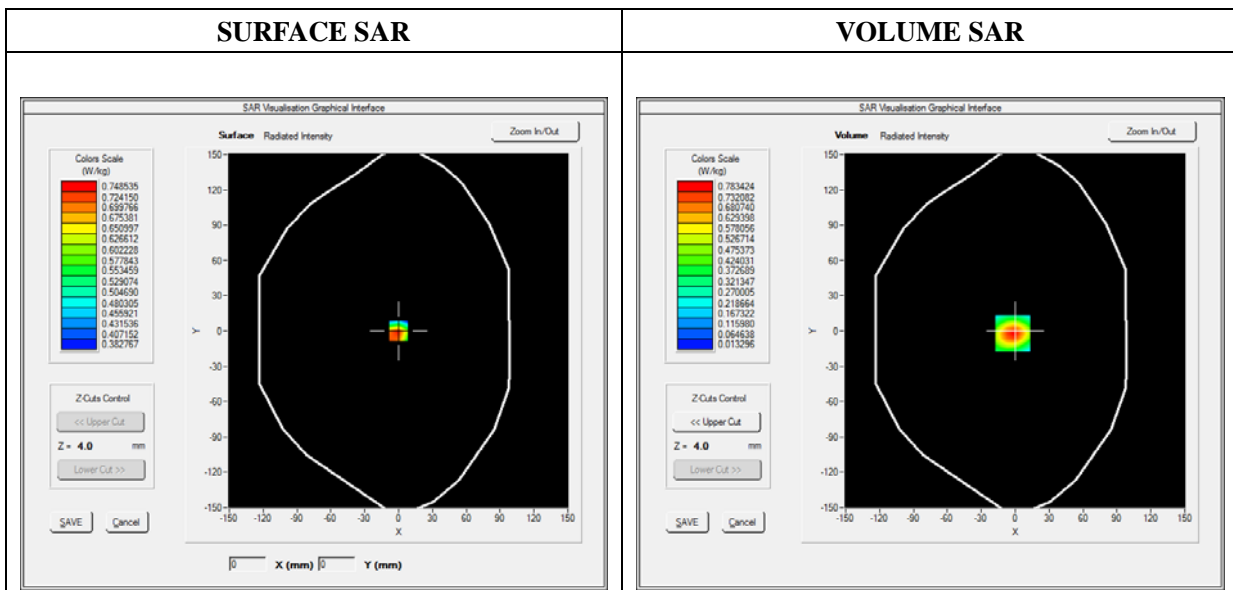 SURFACE SAR
VOLUME SAR
SAR Visualisation Graphical Interface
Surface Radiated Intensity
Zoom In/Out
Colors Scale
(W/kg)
0.748535
0.724150
0.699766
0.675381
0.650997
0.626612
0.602228
0.577843
0.553459
0.529074
0.504690
0.480305
0.455921
0.431536
0.407152
0.382767
Z-Cuts Control
<< Upper Cut
Z = 4.0 mm
Lower Cut >>
SAVE Cancel
150
120
90
60
30
0
-30
-60
-90
-120
-150
Y
-150 -120 -90 -60 -30 0 30 60 90 120 150
X
0 X (mm) 0 Y (mm)
SAR Visualisation Graphical Interface
Volume Radiated Intensity
Zoom In/Out
Colors Scale
(W/kg)
0.783424
0.732082
0.680740
0.629398
0.578056
0.526714
0.475373
0.424031
0.372689
0.321347
0.270005
0.218664
0.167322
0.115980
0.064638
0.013296
Z-Cuts Control
<< Upper Cut
Z = 4.0 mm
Lower Cut >>
SAVE Cancel
150
120
90
60
30
0
-30
-60
-90
-120
-150
Y
-150 -120 -90 -60 -30 0 30 60 90 120 150
X